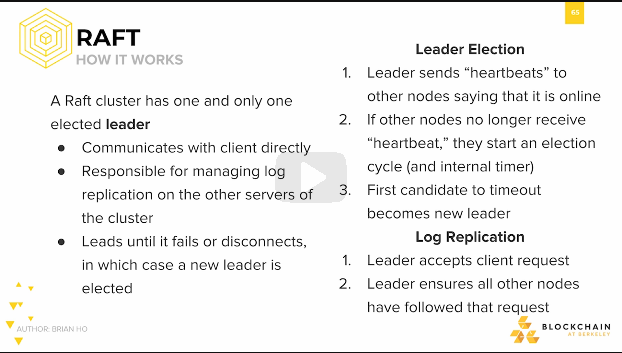 65
RAFT
HOW IT WORKS
A Raft cluster has one and only one
elected leader
● Communicates with client directly
● Responsible for managing log
replication on the other servers of
the cluster
● Leads until it fails or disconnects,
in which case a new leader is
elected
Leader Election
1. Leader sends “heartbeats” to
other nodes saying that it is online
2. If other nodes no longer receive
“heartbeat,” they start an election
cycle (and internal timer)
3. First candidate to timeout
becomes new leader
Log Replication
1. Leader accepts client request
2. Leader ensures all other nodes
have followed that request
AUTHOR: BRIAN HO
BLOCKCHAIN
AT BERKELEY